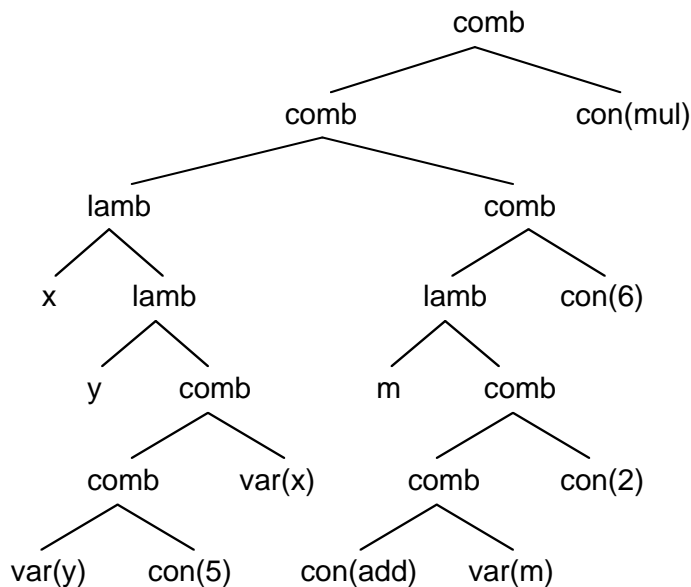 comb
comb con(mul)
lamb comb
x lamb lamb con(6)
y comb m comb
comb var(x) comb con(2)
var(y) con(5) con(add) var(m)